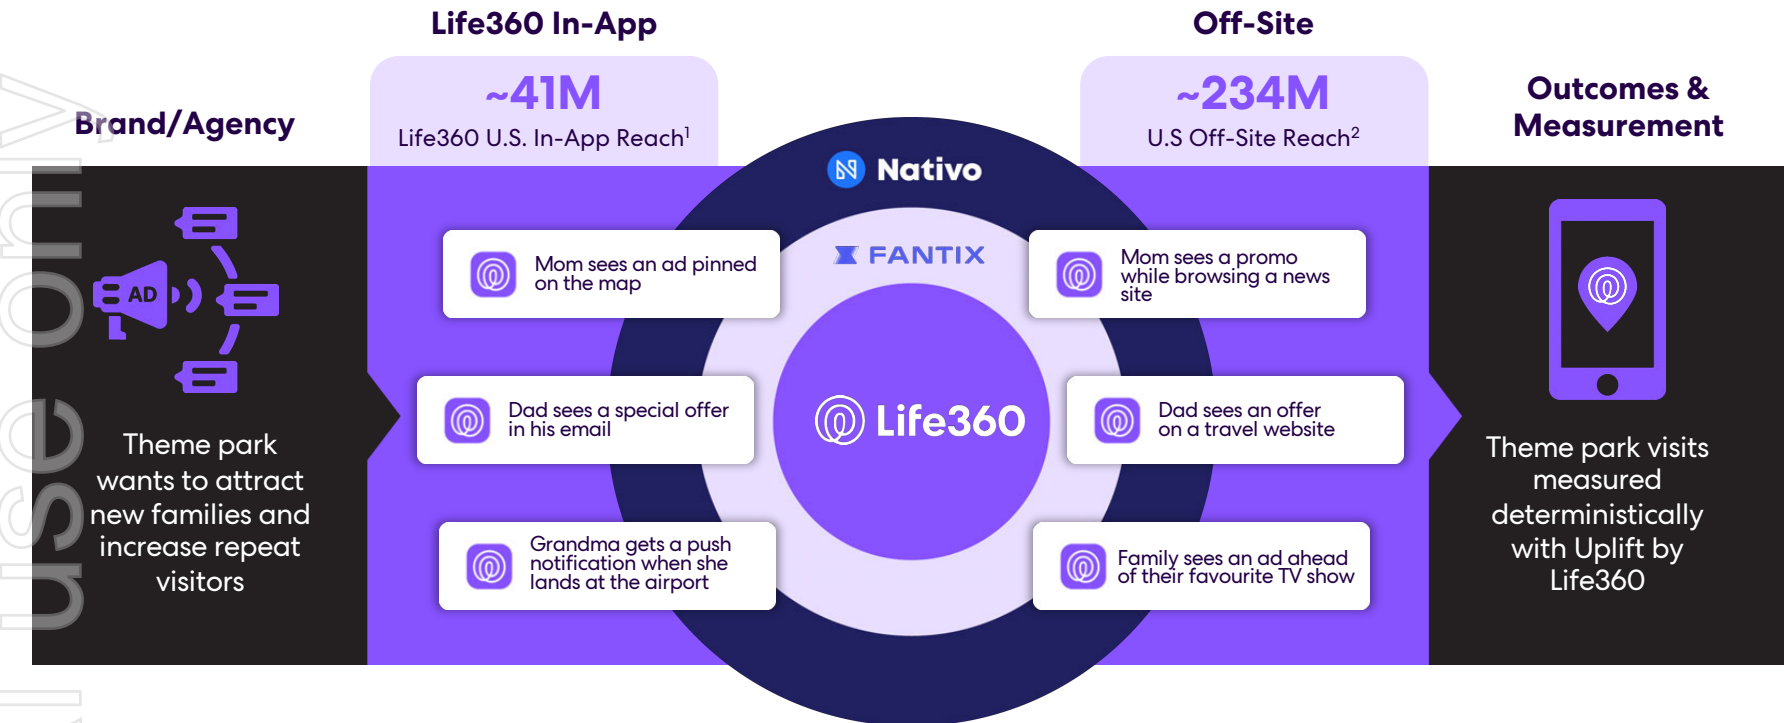 Life360 In-App
Off-Site
Brand/Agency
~41M
Life360 U.S. In-App Reach¹
~234M
U.S Off-Site Reach²
Outcomes &
Measurement
Nativo
FANTIX
Life360
AD
Theme park
wants to attract
new families and
increase repeat
visitors
Mom sees an ad pinned
on the map
Dad sees a special offer
in his email
Grandma gets a push
notification when she
lands at the airport
Mom sees a promo
while browsing a news
site
Dad sees an offer
on a travel website
Family sees an ad ahead
of their favourite TV show
Theme park visits
measured
deterministically
with Uplift by
Life360
use only